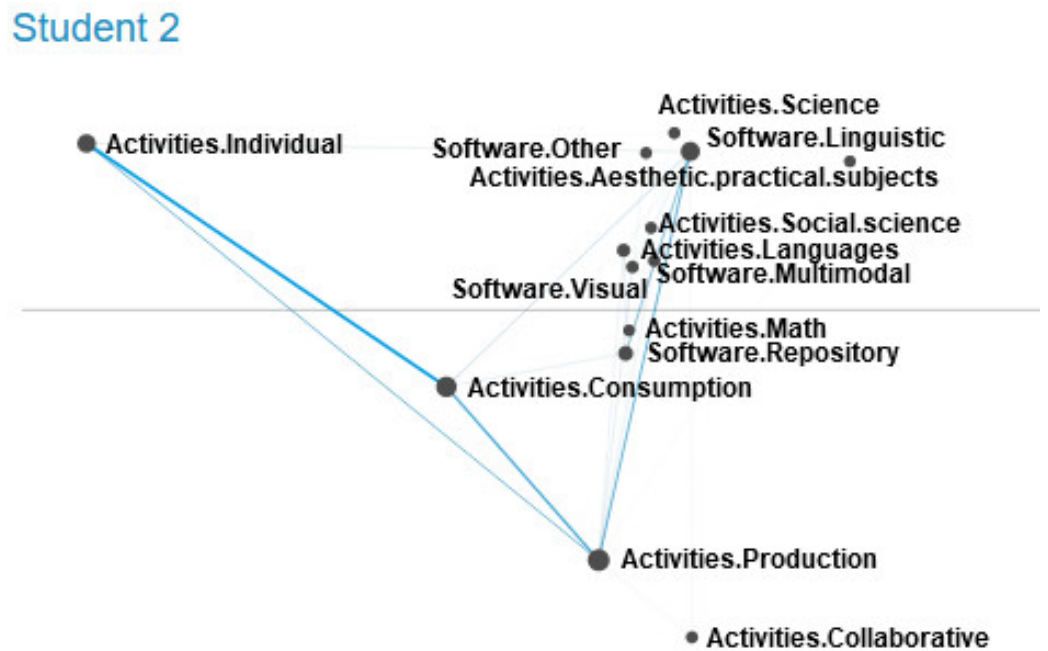 Student 2
Activities.Science
Activities.Individual
Software.Other
Software.Linguistic
Activities.Aesthetic.practical.subjects
Activities.Social.science
Activities.Languages
Software.Multimodal
Software.Visual
Activities.Math
Software.Repository
Activities.Consumption
Activities.Production
Activities.Collaborative